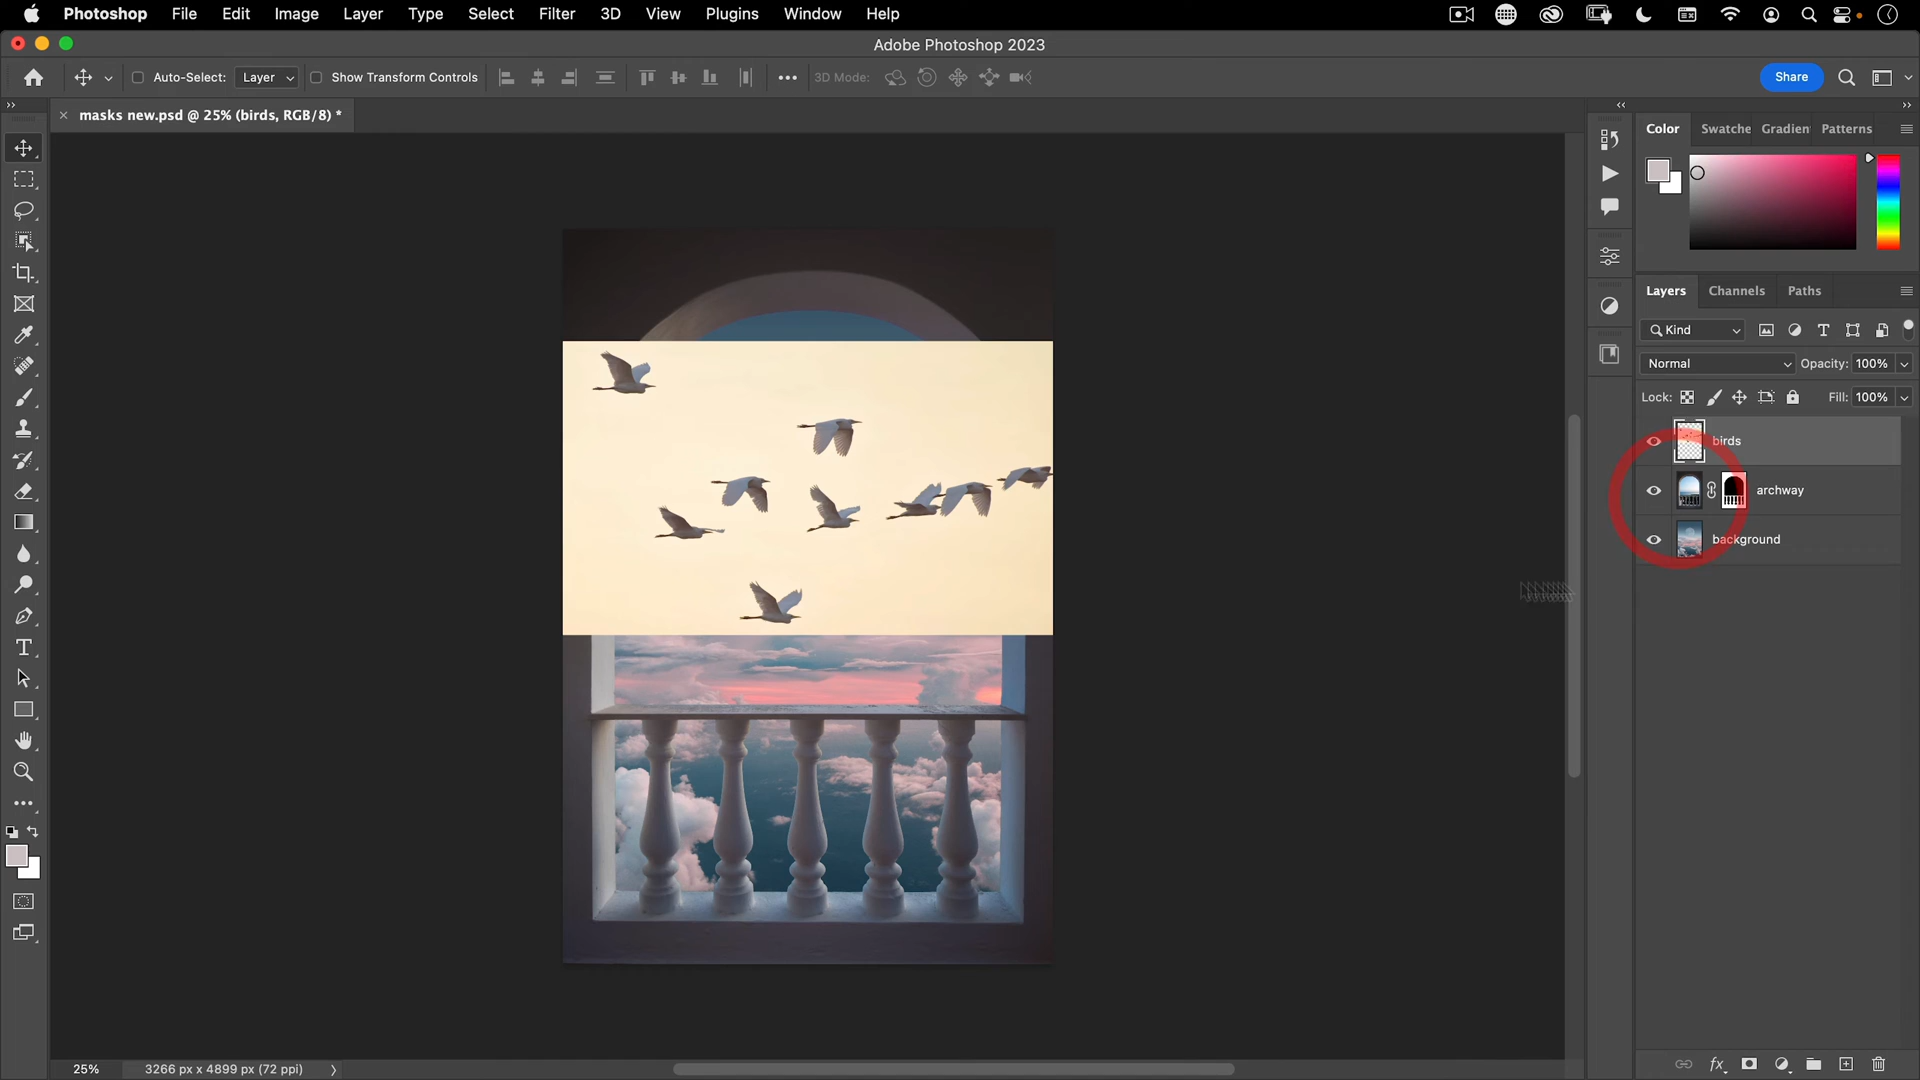 Photoshop File Edit Image Layer Type Select Filter 3D View Plugins Window Help
Adobe Photoshop 2023
Auto-Select: Layer Show Transform Controls 3D Mode: Share
masks new.psd @ 25% (birds, RGB/8) *
Color Swatche Gradien Patterns
Layers Channels Paths
Kind
Normal Opacity: 100%
Lock: Fill: 100%
birds
archway
background
25% 3266 px x 4899 px (72 ppi)